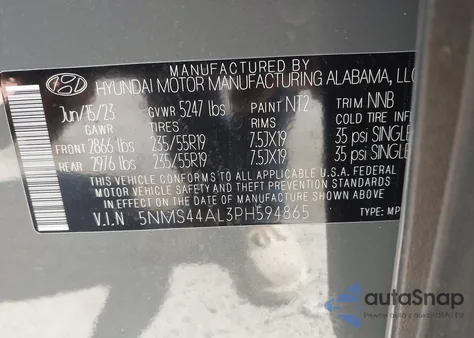 MANUFACTURED BY
HYUNDAI MOTOR MANUFACTURING ALABAMA, LLC
Jun/15/23 GVWR 5247 lbs PAINT NT2 TRIM NNB
GAWR TIRES RIMS COLD TIRE INF
FRONT 2866 lbs 235/55R19 7.5JX19 35 psi SINGLE
REAR 2976 lbs 235/55R19 7.5JX19 35 psi SINGLE
THIS VEHICLE CONFORMS TO ALL APPLICABLE U.S.A. FEDERAL
MOTOR VEHICLE SAFETY AND
STANDARDS IN EFFECT ON THE DATE OF MANUFACTURE SHOWN ABOVE
V.I.N 5NMS44AL3PH594865 TYPE: MP
autoSnap
Pewne auta z aukcji